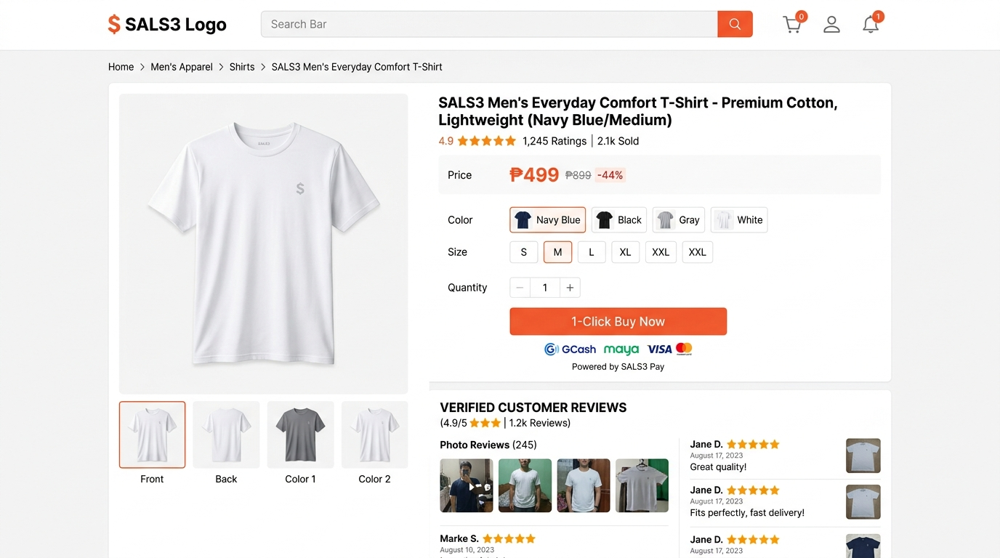 $ SALS3 Logo
Search Bar
0
1
Home > Men's Apparel > Shirts > SALS3 Men's Everyday Comfort T-Shirt
SALS3
$
Front
Back
Color 1
Color 2
SALS3 Men's Everyday Comfort T-Shirt - Premium Cotton,
Lightweight (Navy Blue/Medium)
4.9 ★★★★★ 1,245 Ratings | 2.1k Sold
Price ₱499 ₱899 -44%
Color Navy Blue Black Gray White
Size S M L XL XXL XXL
Quantity − 1 +
1-Click Buy Now
GCash maya VISA
Powered by SALS3 Pay
VERIFIED CUSTOMER REVIEWS
(4.9/5 ★★★ | 1.2k Reviews)
Photo Reviews (245)
Marke S. ★★★★★
August 10, 2023
Jane D. ★★★★★
August 17, 2023
Great quality!
Jane D. ★★★★★
August 17, 2023
Fits perfectly, fast delivery!
Jane D. ★★★★★
August 17, 2023